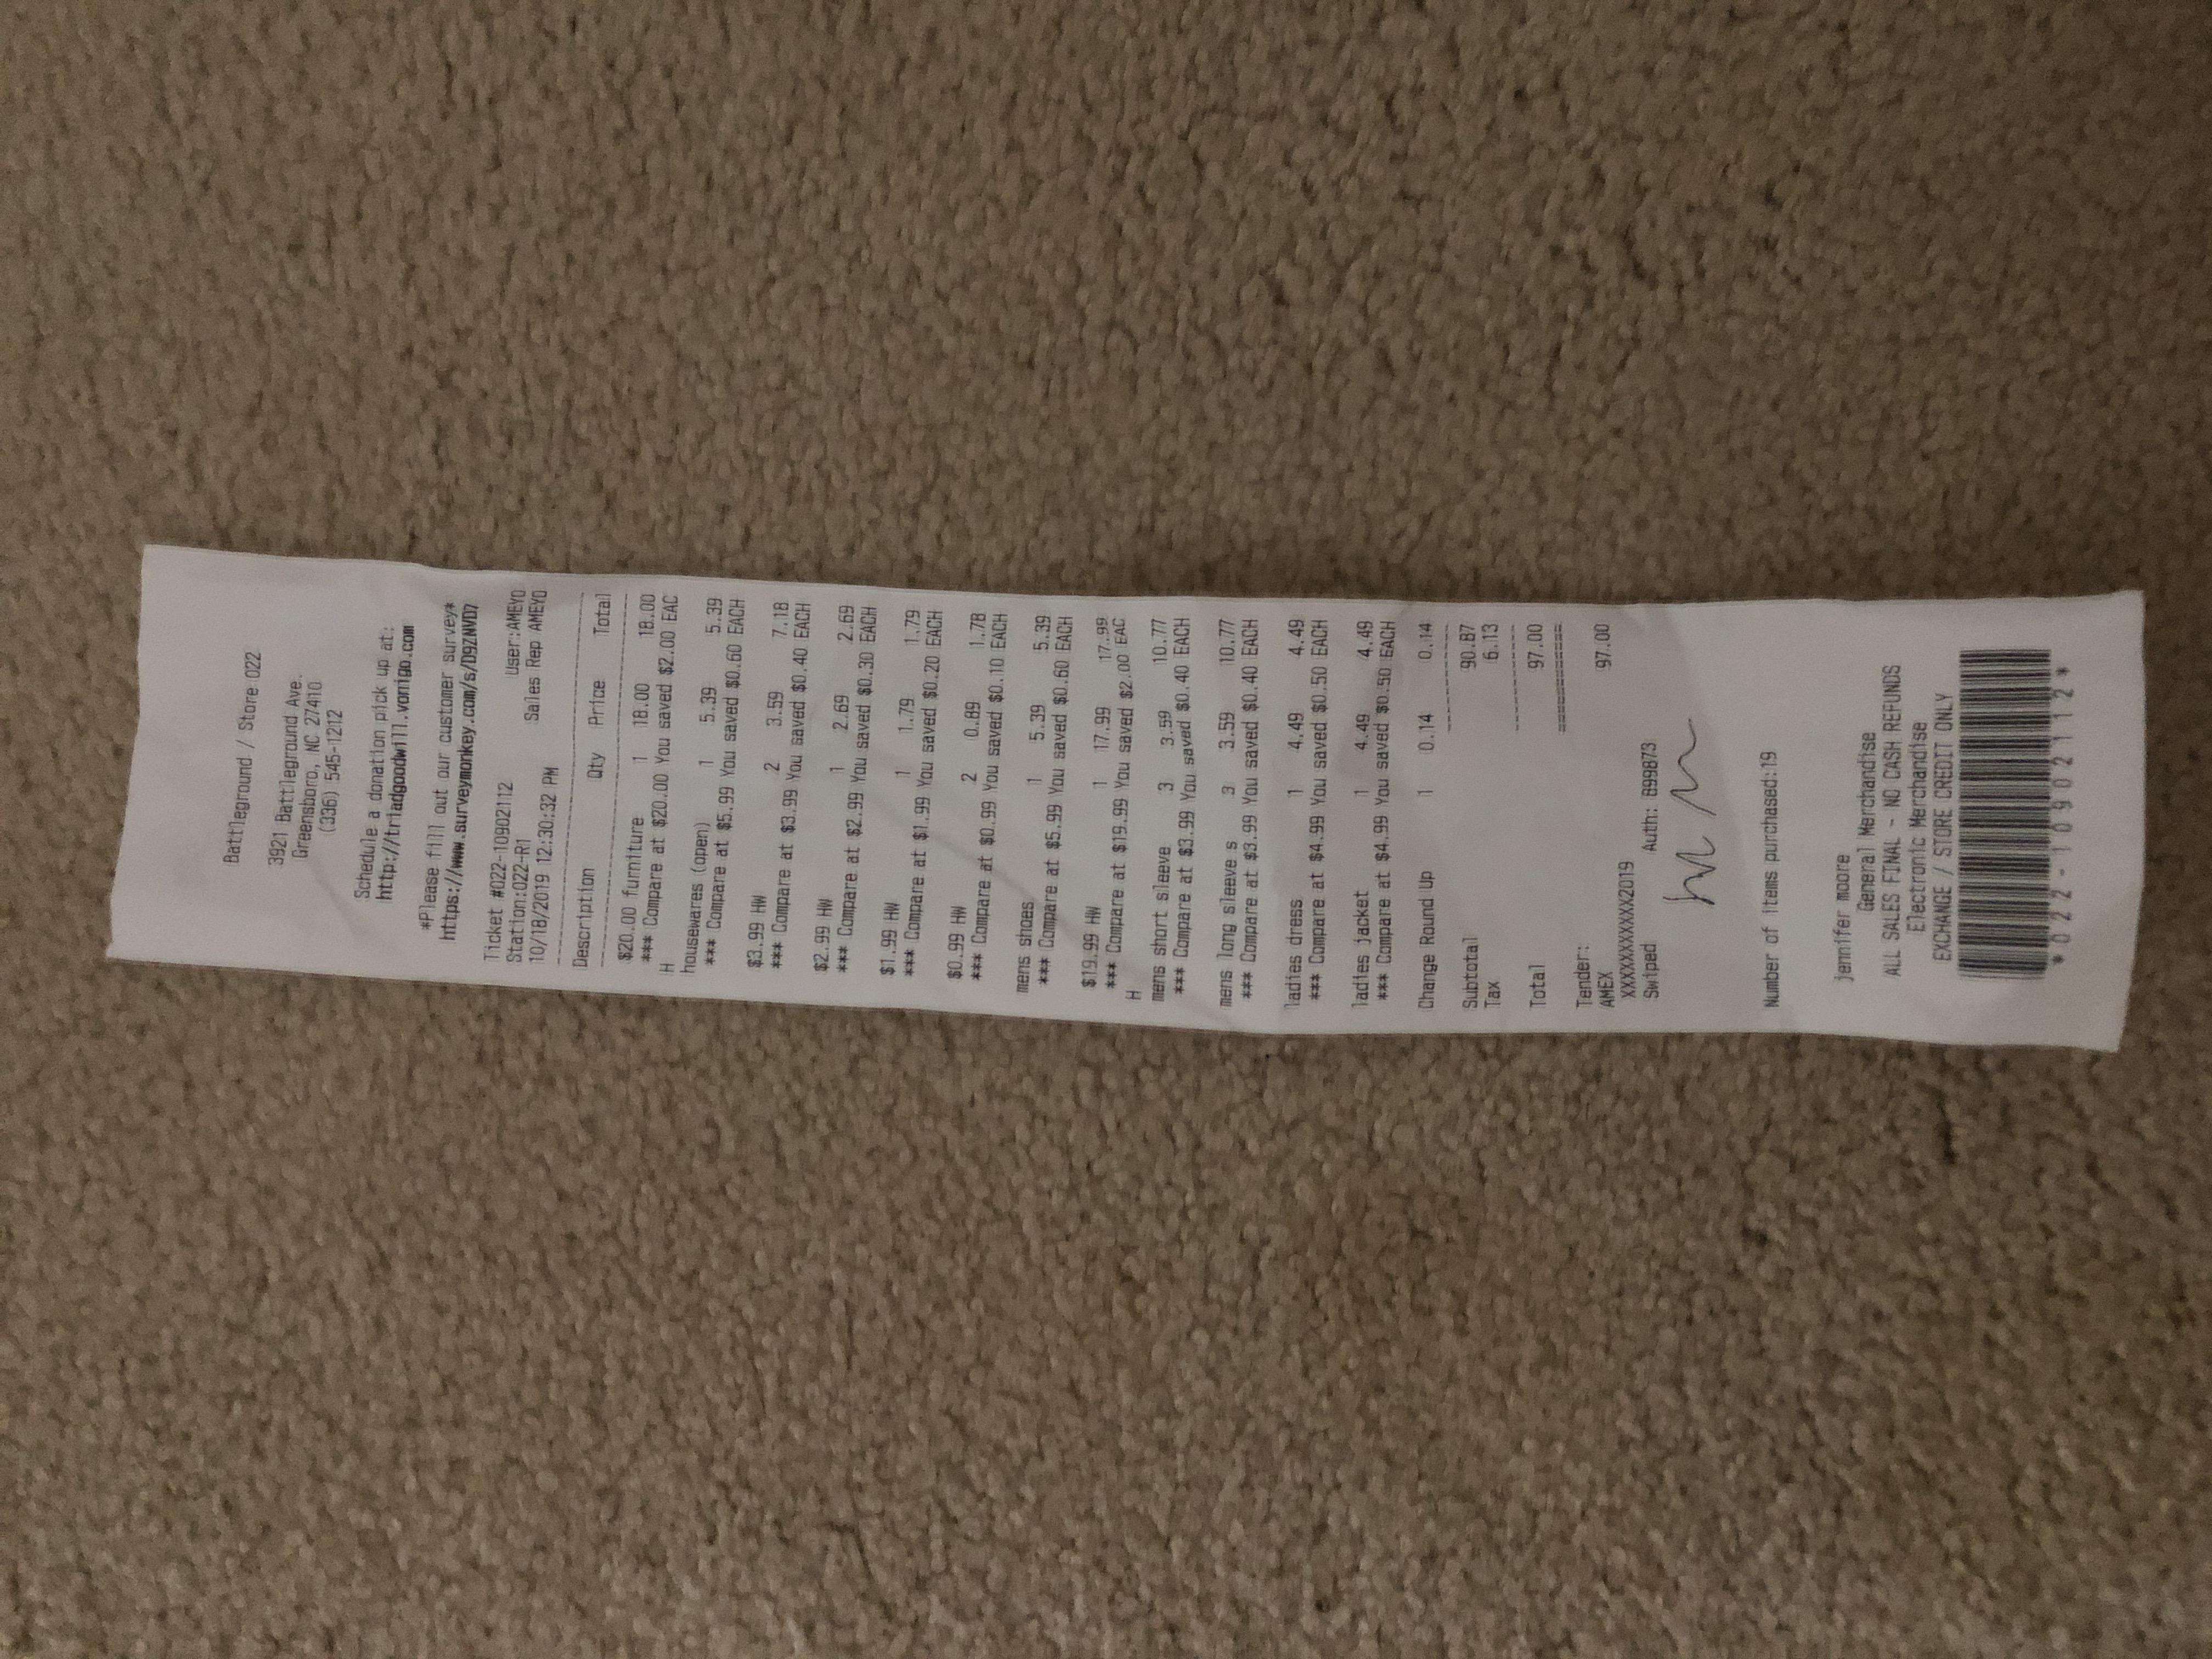 Battleground / Store 022
3921 Battleground Ave.
Greensboro, NC 27410
(336) 545-1212
Schedule a donation pick up at:
http://triadgoodwill.vonigo.com
*Please fill out our customer survey*
https://www.surveymonkey.com/s/D9ZNVD7
Ticket #022-10902112 User:AMEYO
Station:022-R1 Sales Rep AMEYO
10/18/2019 12:30:32 PM
Description Qty Price Total
$20.00 furniture 1 18.00 18.00
*** Compare at $20.00 You saved $2.00 EAC
H
housewares (open) 1 5.39 5.39
*** Compare at $5.99 You saved $0.60 EACH
$3.99 HW 2 3.59 7.18
*** Compare at $3.99 You saved $0.40 EACH
$2.99 HW 1 2.69 2.69
*** Compare at $2.99 You saved $0.30 EACH
$1.99 HW 1 1.79 1.79
*** Compare at $1.99 You saved $0.20 EACH
$0.99 HW 2 0.89 1.78
*** Compare at $0.99 You saved $0.10 EACH
mens shoes 1 5.39 5.39
*** Compare at $5.99 You saved $0.60 EACH
$19.99 HW 1 17.99 17.99
*** Compare at $19.99 You saved $2.00 EAC
H
mens short sleeve 3 3.59 10.77
*** Compare at $3.99 You saved $0.40 EACH
mens long sleeve s 3 3.59 10.77
*** Compare at $3.99 You saved $0.40 EACH
ladies dress 1 4.49 4.49
*** Compare at $4.99 You saved $0.50 EACH
ladies jacket 1 4.49 4.49
*** Compare at $4.99 You saved $0.50 EACH
Change Round Up 1 0.14 0.14
Subtotal 90.87
Tax 6.13
Total 97.00
Tender:
AMEX 97.00
XXXXXXXXXXX2019
Swiped Auth: 899873
Number of items purchased:19
jennifer moore
General Merchandise
ALL SALES FINAL - NO CASH REFUNDS
Electronic Merchandise
EXCHANGE / STORE CREDIT ONLY
*022-10902112*